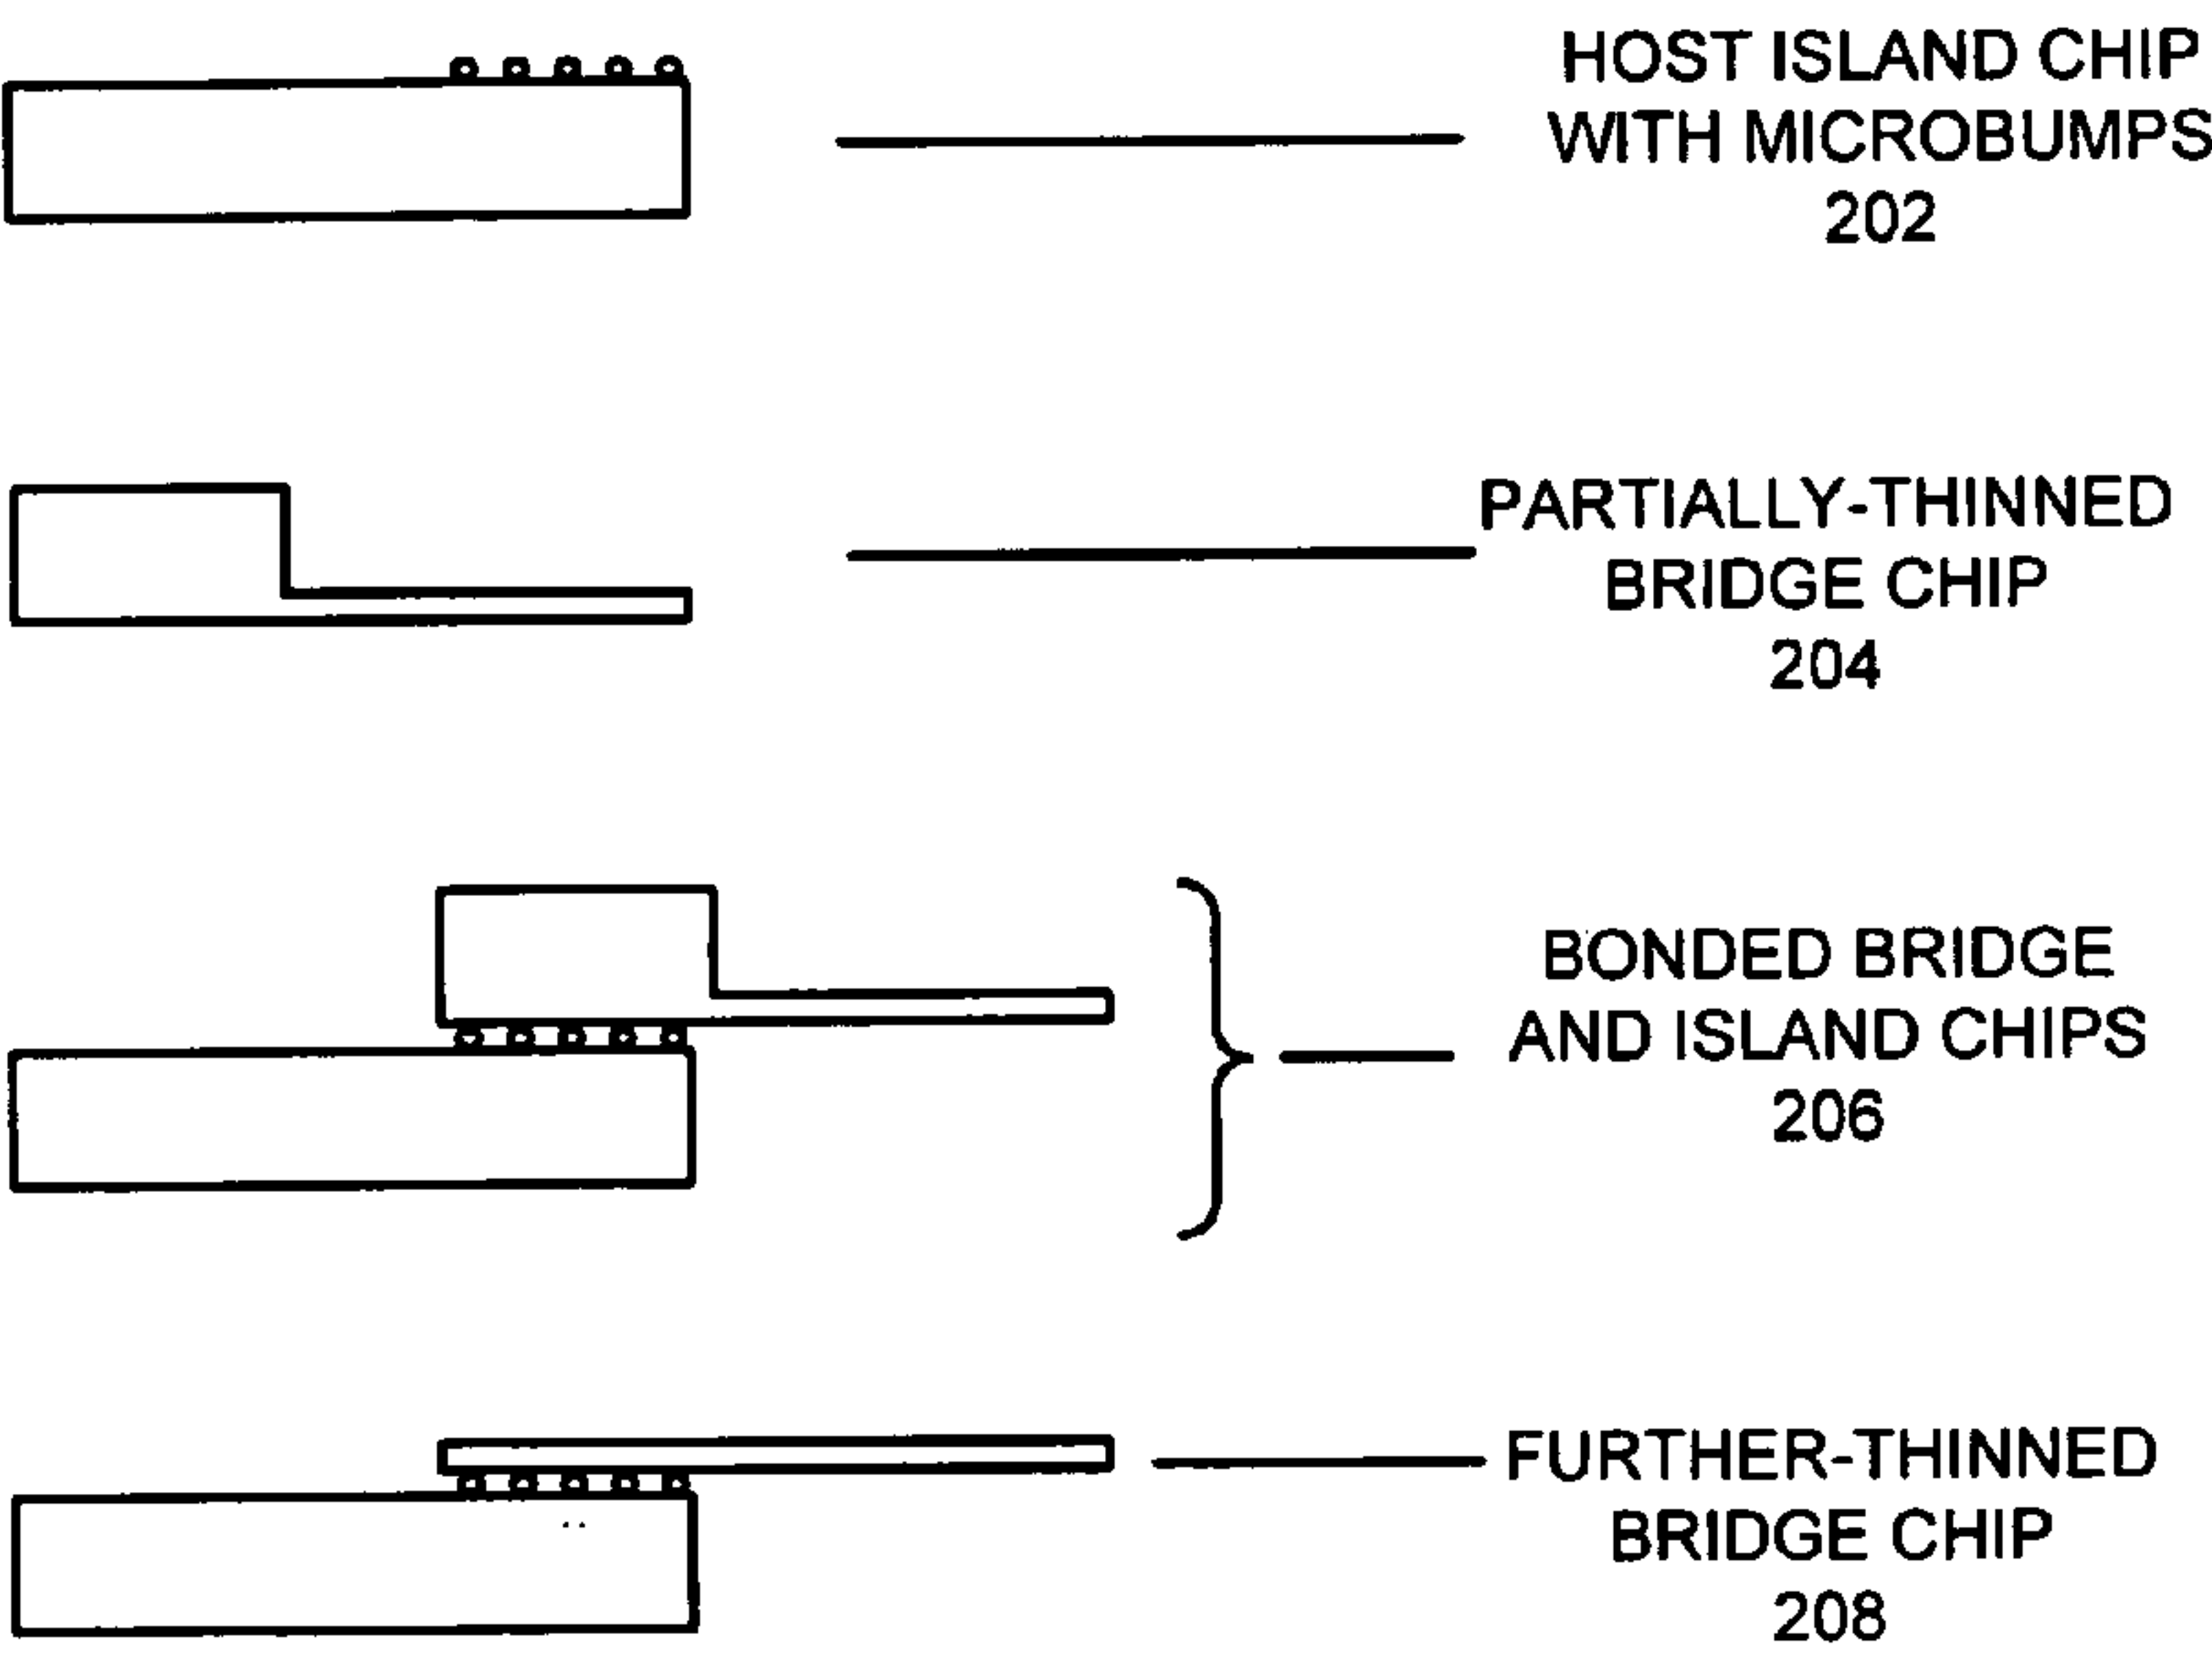 HOST ISLAND CHIP
WITH MICROBUMPS
202
PARTIALLY-THINNED
BRIDGE CHIP
204
BONDED BRIDGE
AND ISLAND CHIPS
206
FURTHER-THINNED
BRIDGE CHIP
208